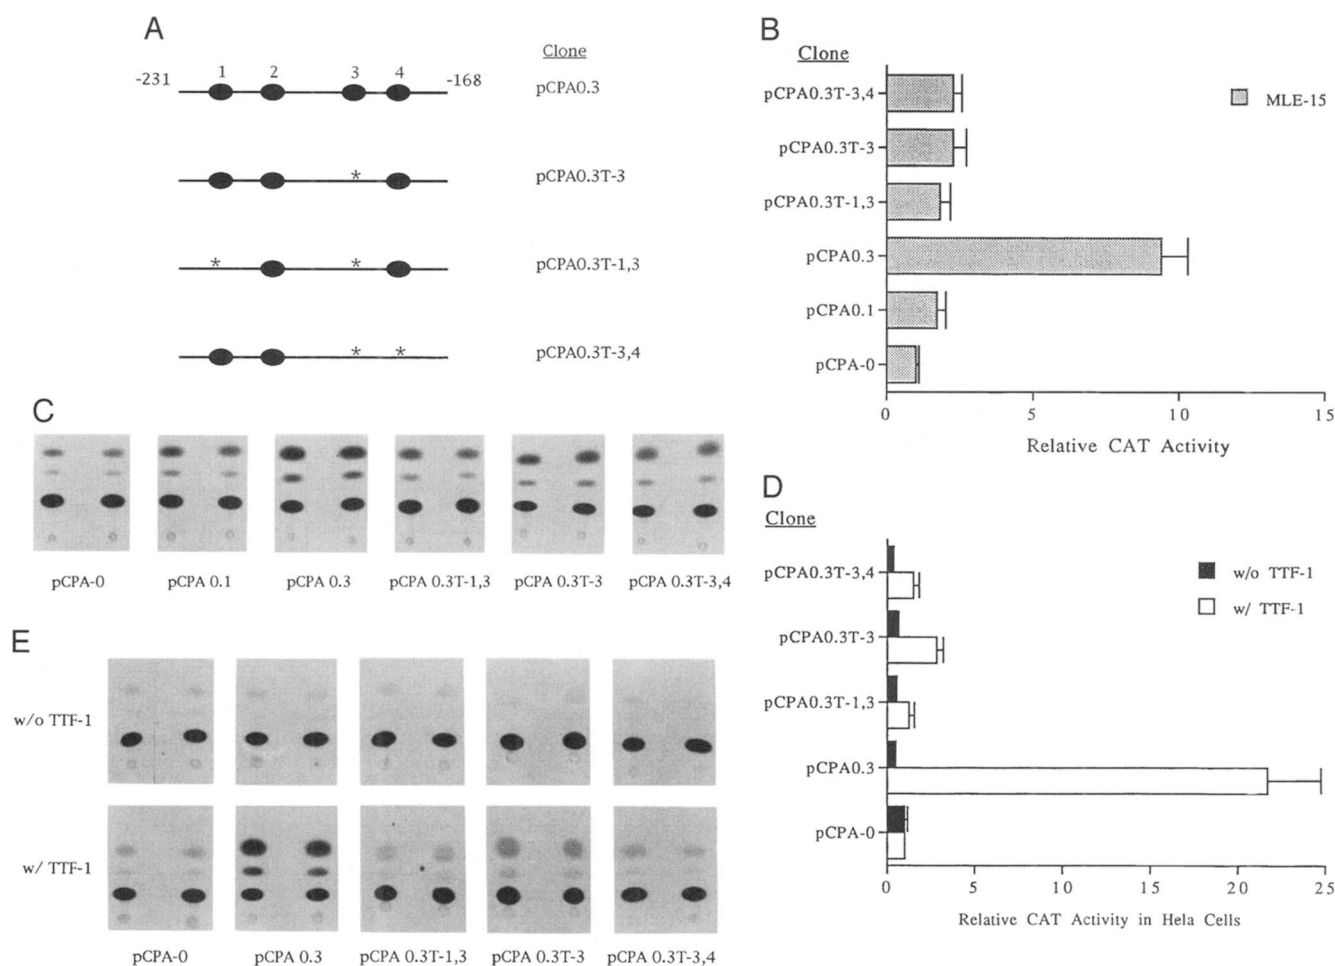 A
Clone
-231 1 2 3 4 -168 pCPA0.3
* pCPA0.3T-3
* * pCPA0.3T-1,3
* * pCPA0.3T-3,4
B
Clone
pCPA0.3T-3,4
pCPA0.3T-3
pCPA0.3T-1,3
pCPA0.3
pCPA0.1
pCPA-0
MLE-15
0 5 10 15
Relative CAT Activity
C
pCPA-0 pCPA 0.1 pCPA 0.3 pCPA 0.3T-1,3 pCPA 0.3T-3 pCPA 0.3T-3,4
D
Clone
pCPA0.3T-3,4
pCPA0.3T-3
pCPA0.3T-1,3
pCPA0.3
pCPA-0
w/o TTF-1
w/ TTF-1
0 5 10 15 20 25
Relative CAT Activity in Hela Cells
E
w/o TTF-1
w/ TTF-1
pCPA-0 pCPA 0.3 pCPA 0.3T-1,3 pCPA 0.3T-3 pCPA 0.3T-3,4